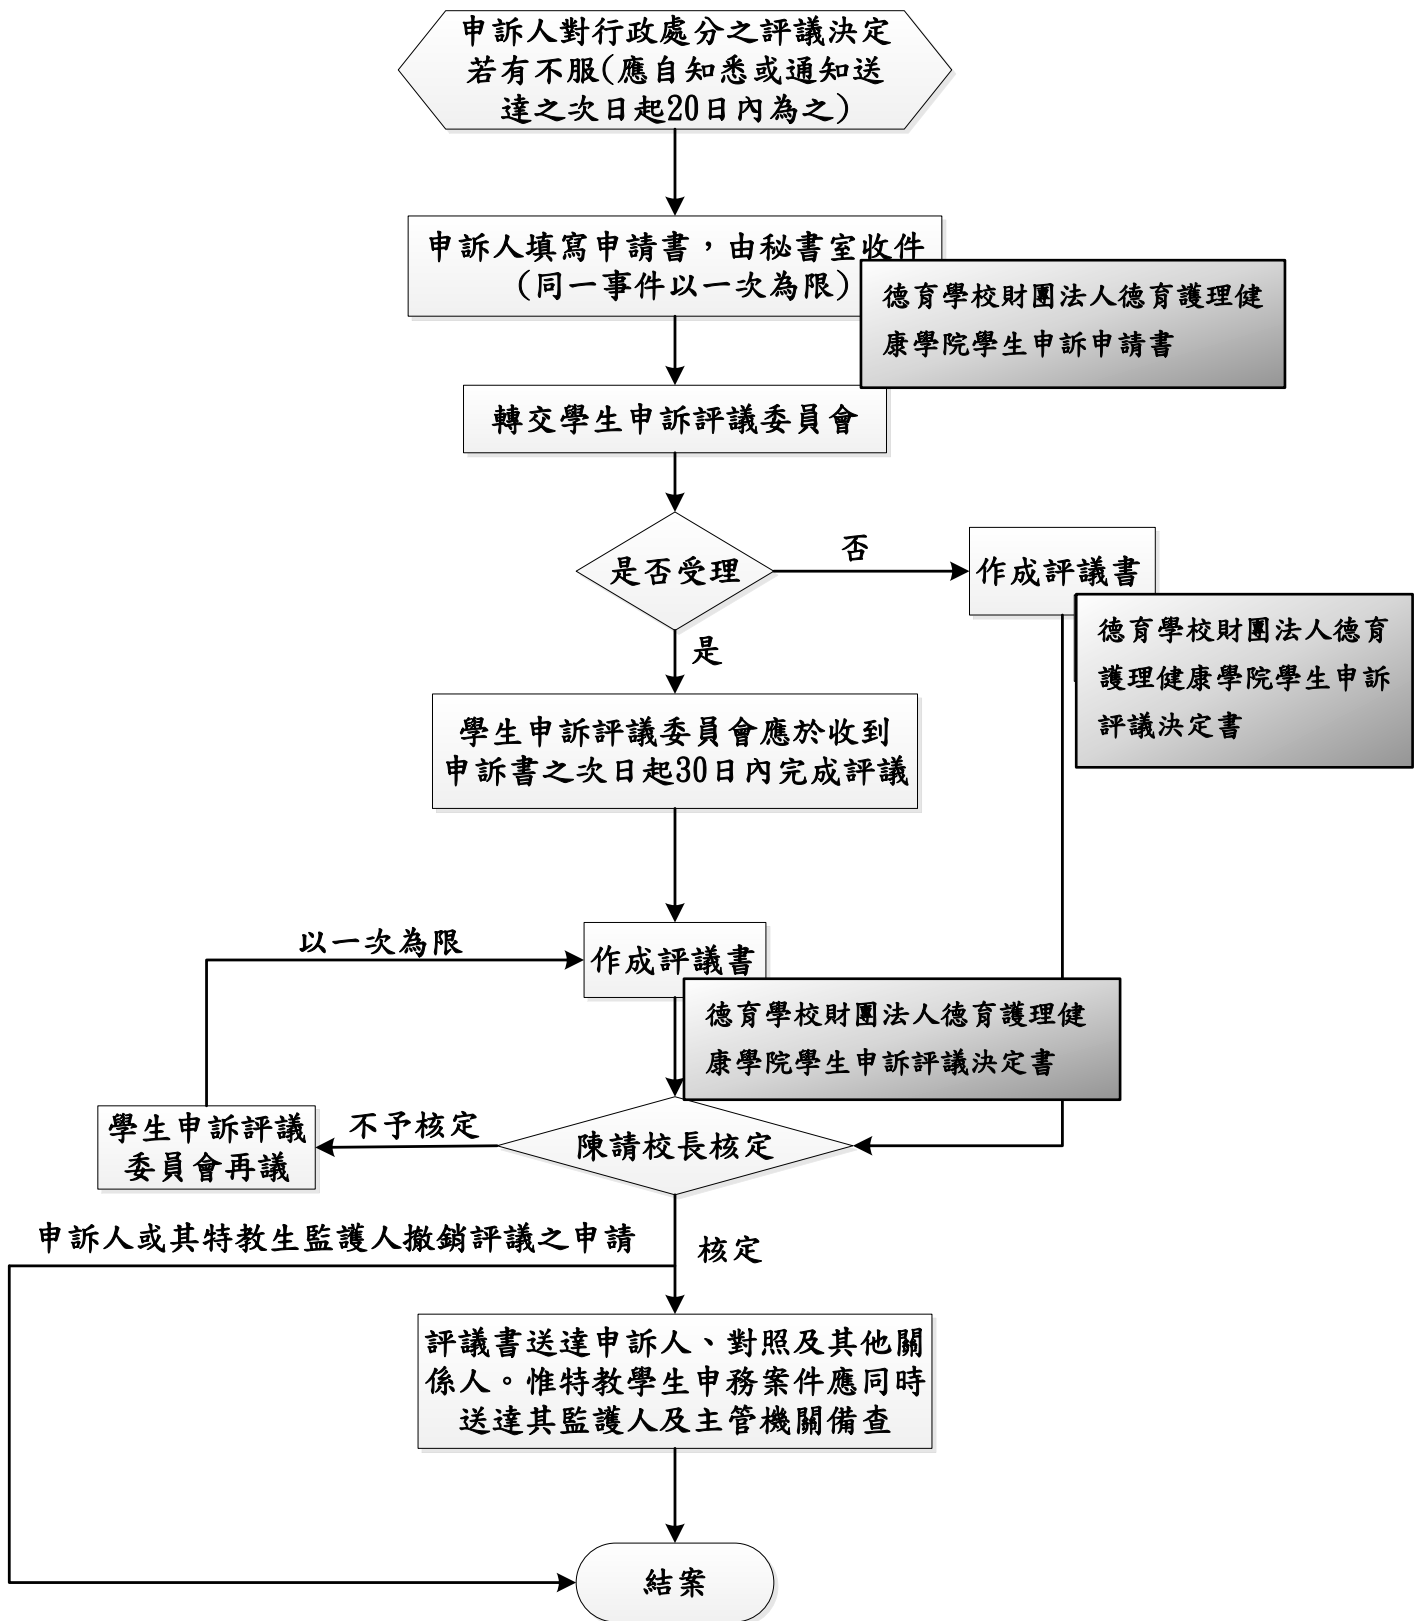 申訴人對行政處分之評議決定
若有不服(應自知悉或通知送
達之次日起20日內為之)
申訴人填寫申請書，由秘書室收件
(同一事件以一次為限)
德育學校財團法人德育護理健
康學院學生申訴申請書
轉交學生申訴評議委員會
是否受理
否
作成評議書
德育學校財團法人德育
護理健康學院學生申訴
評議決定書
是
學生申訴評議委員會應於收到
申訴書之次日起30日內完成評議
以一次為限
作成評議書
德育學校財團法人德育護理健
康學院學生申訴評議決定書
學生申訴評議
委員會再議
不予核定
陳請校長核定
申訴人或其特教生監護人撤銷評議之申請
核定
評議書送達申訴人、對照及其他關
係人。惟特教學生申務案件應同時
送達其監護人及主管機關備查
結案